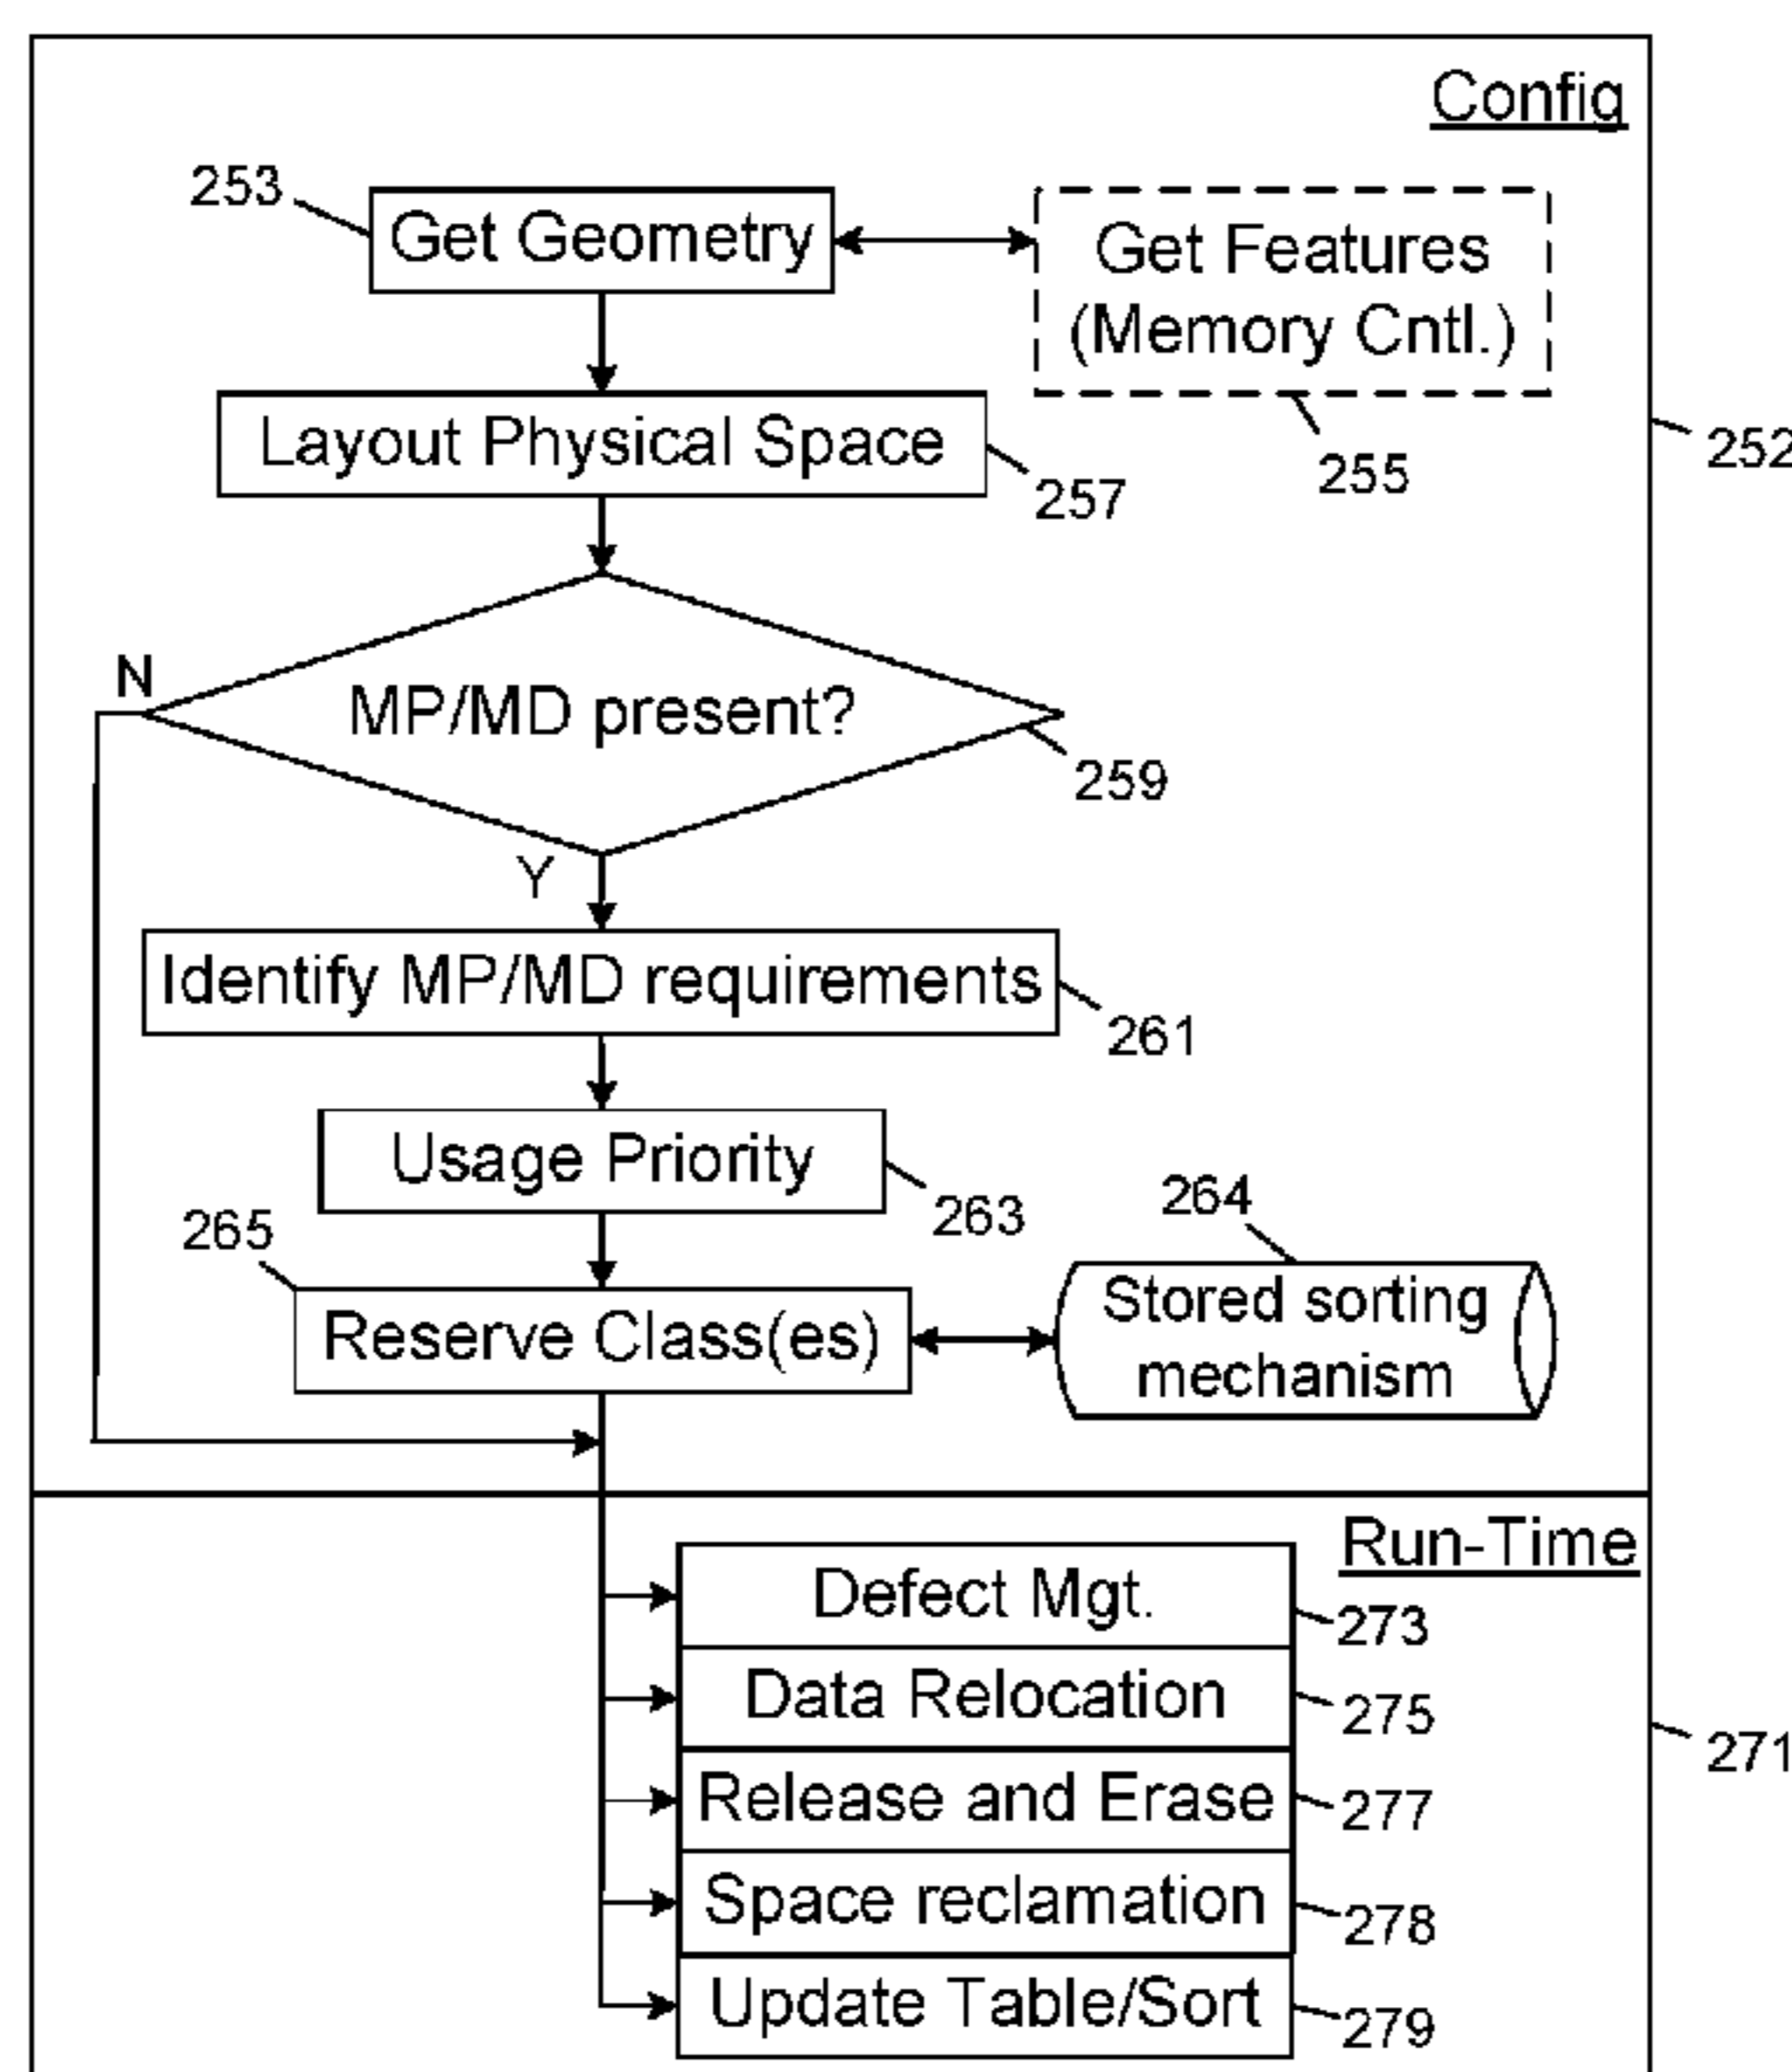 Config
253
Get Geometry
Get Features
(Memory Cntl.)
252
Layout Physical Space
257
255
N
MP/MD present?
259
Y
Identify MP/MD requirements
261
Usage Priority
263
264
265
Reserve Class(es)
Stored sorting
mechanism
Run-Time
Defect Mgt.
273
Data Relocation
275
271
Release and Erase
277
Space reclamation
278
Update Table/Sort
279